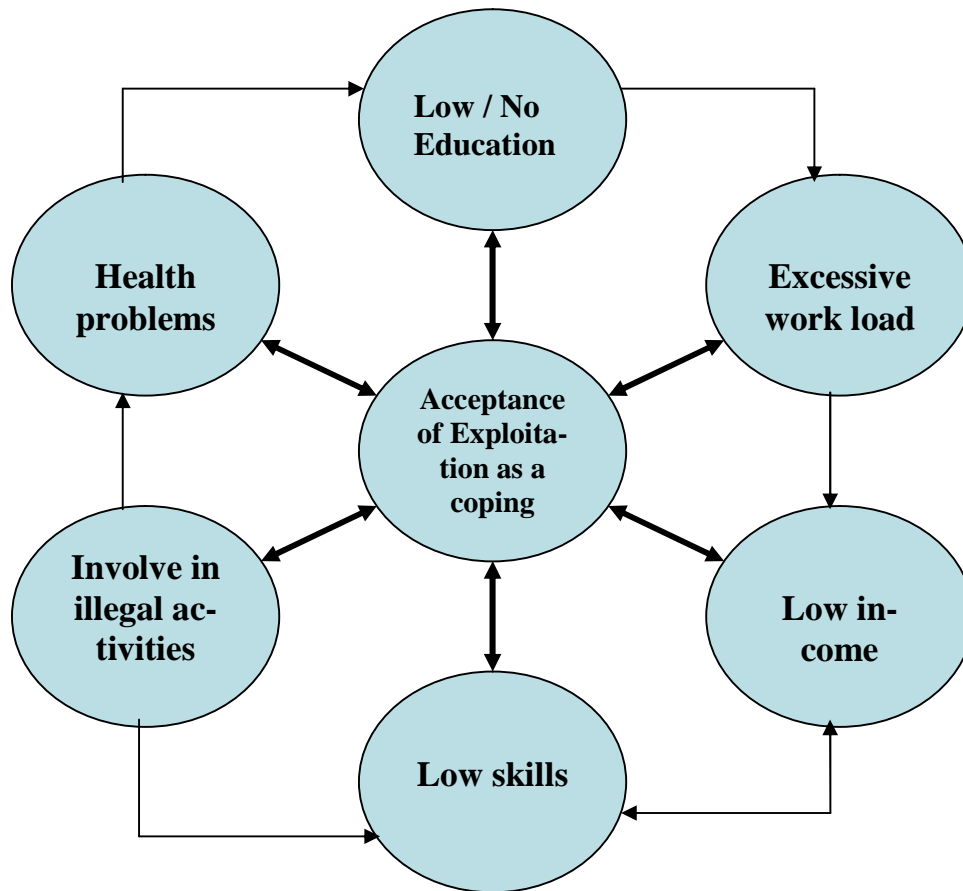 Low / No
Education
Health
problems
Excessive
work load
Acceptance
of Exploita-
tion as a
coping
Involve in
illegal ac-
tivities
Low in-
come
Low skills